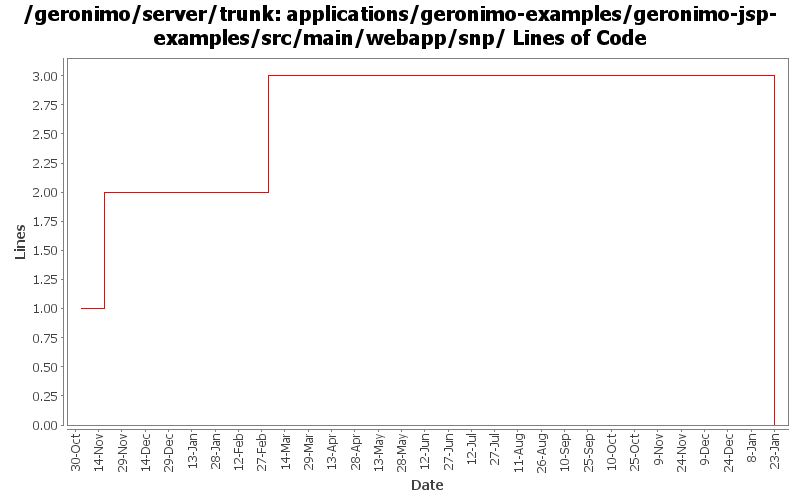 /geronimo/server/trunk: applications/geronimo-examples/geronimo-jsp-
examples/src/main/webapp/snp/ Lines of Code
3.00
2.75
2.50
2.25
2.00
1.75
1.50
1.25
1.00
0.75
0.50
0.25
0.00
Lines
30-Oct
14-Nov
29-Nov
14-Dec
29-Dec
13-Jan
28-Jan
12-Feb
27-Feb
14-Mar
29-Mar
13-Apr
28-Apr
13-May
28-May
12-Jun
27-Jun
12-Jul
27-Jul
11-Aug
26-Aug
10-Sep
25-Sep
10-Oct
25-Oct
9-Nov
24-Nov
9-Dec
24-Dec
8-Jan
23-Jan
Date